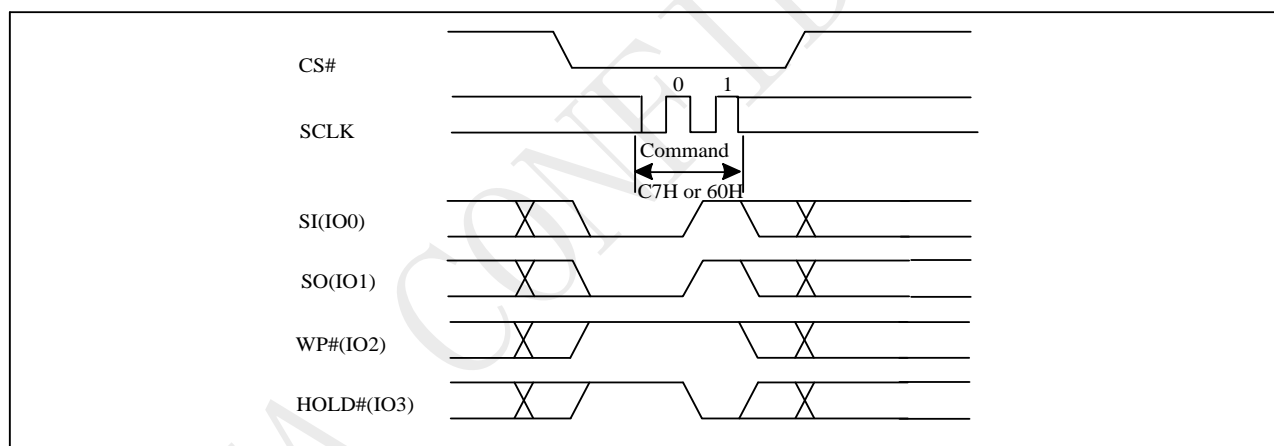 CS#
0 1
SCLK
Command
C7H or 60H
SI(IO0)
SO(IO1)
WP#(IO2)
HOLD#(IO3)